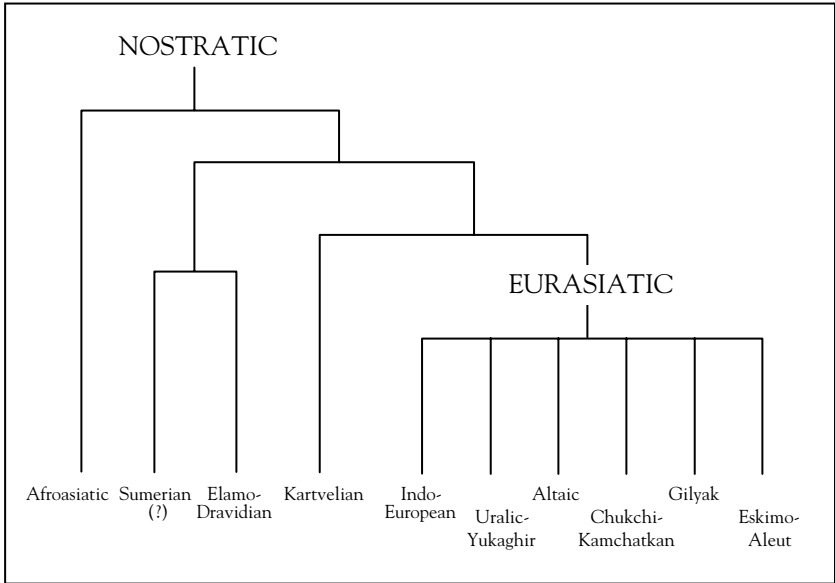 NOSTRATIC
EURASIATIC
Afroasiatic
Sumerian
(?)
Elamo-
Dravidian
Kartvelian
Indo-
European
Uralic-
Yukaghir
Altaic
Chukchi-
Kamchatkan
Gilyak
Eskimo-
Aleut